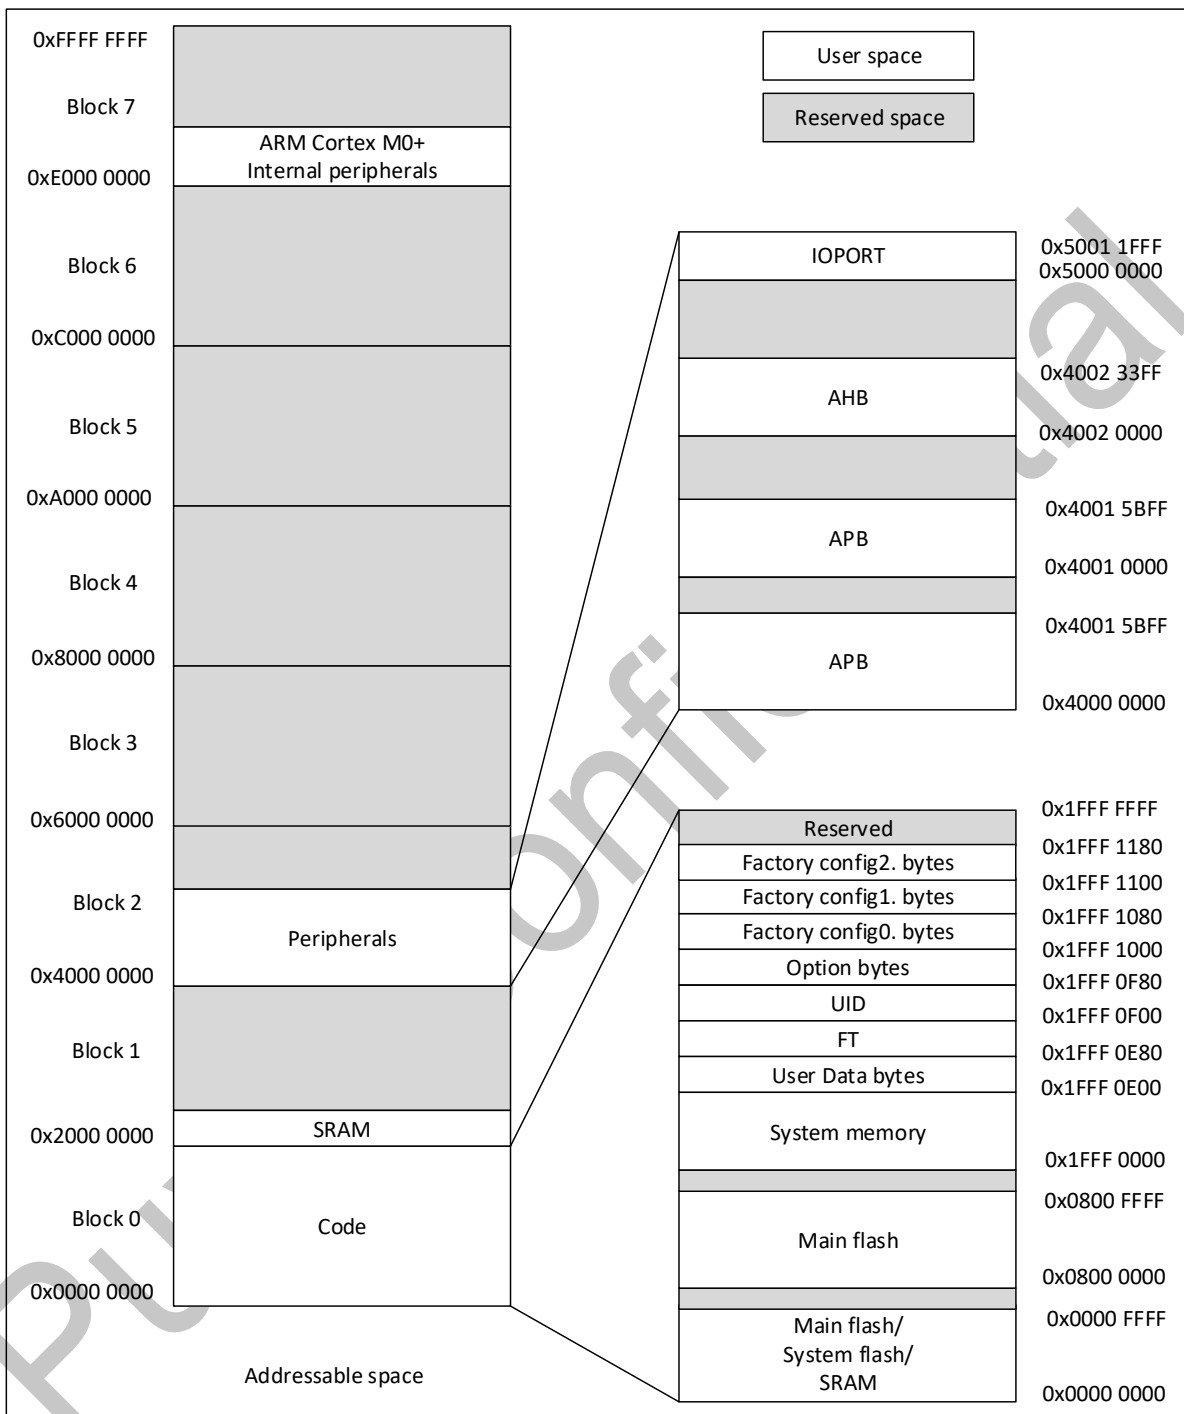 0xFFFF FFFF
Block 7
ARM Cortex M0+
Internal peripherals
0xE000 0000
Block 6
0xC000 0000
Block 5
0xA000 0000
Block 4
0x8000 0000
Block 3
0x6000 0000
Block 2
Peripherals
0x4000 0000
Block 1
SRAM
0x2000 0000
Block 0
Code
0x0000 0000
Addressable space
User space
Reserved space
IOPORT
0x5001 1FFF
0x5000 0000
0x4002 33FF
AHB
0x4002 0000
0x4001 5BFF
APB
0x4001 0000
0x4001 5BFF
APB
0x4000 0000
0x1FFF FFFF
Reserved
0x1FFF 1180
Factory config2. bytes
0x1FFF 1100
Factory config1. bytes
0x1FFF 1080
Factory config0. bytes
0x1FFF 1000
Option bytes
0x1FFF 0F80
UID
0x1FFF 0F00
FT
0x1FFF 0E80
User Data bytes
0x1FFF 0E00
System memory
0x1FFF 0000
0x0800 FFFF
Main flash
0x0800 0000
0x0000 FFFF
Main flash/
System flash/
SRAM
0x0000 0000